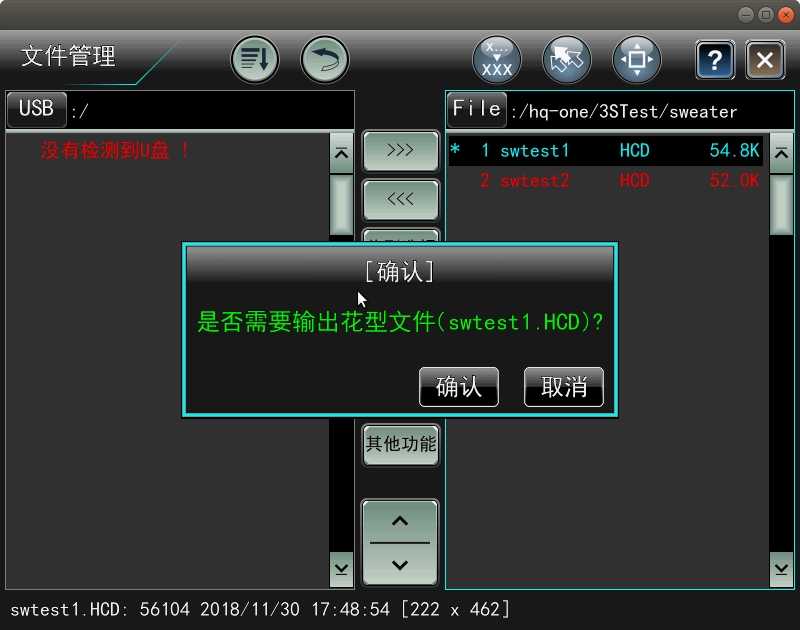 文件管理
X...
XXX
?
USB :/
File :/hq-one/3STest/sweater
没有检测到U盘 !
>>>
* 1 swtest1 HCD 54.8K
2 swtest2 HCD 52.0K
<<<
[确认]
是否需要输出花型文件(swtest1.HCD)?
确认
取消
其他功能
swtest1.HCD: 56104 2018/11/30 17:48:54 [222 x 462]